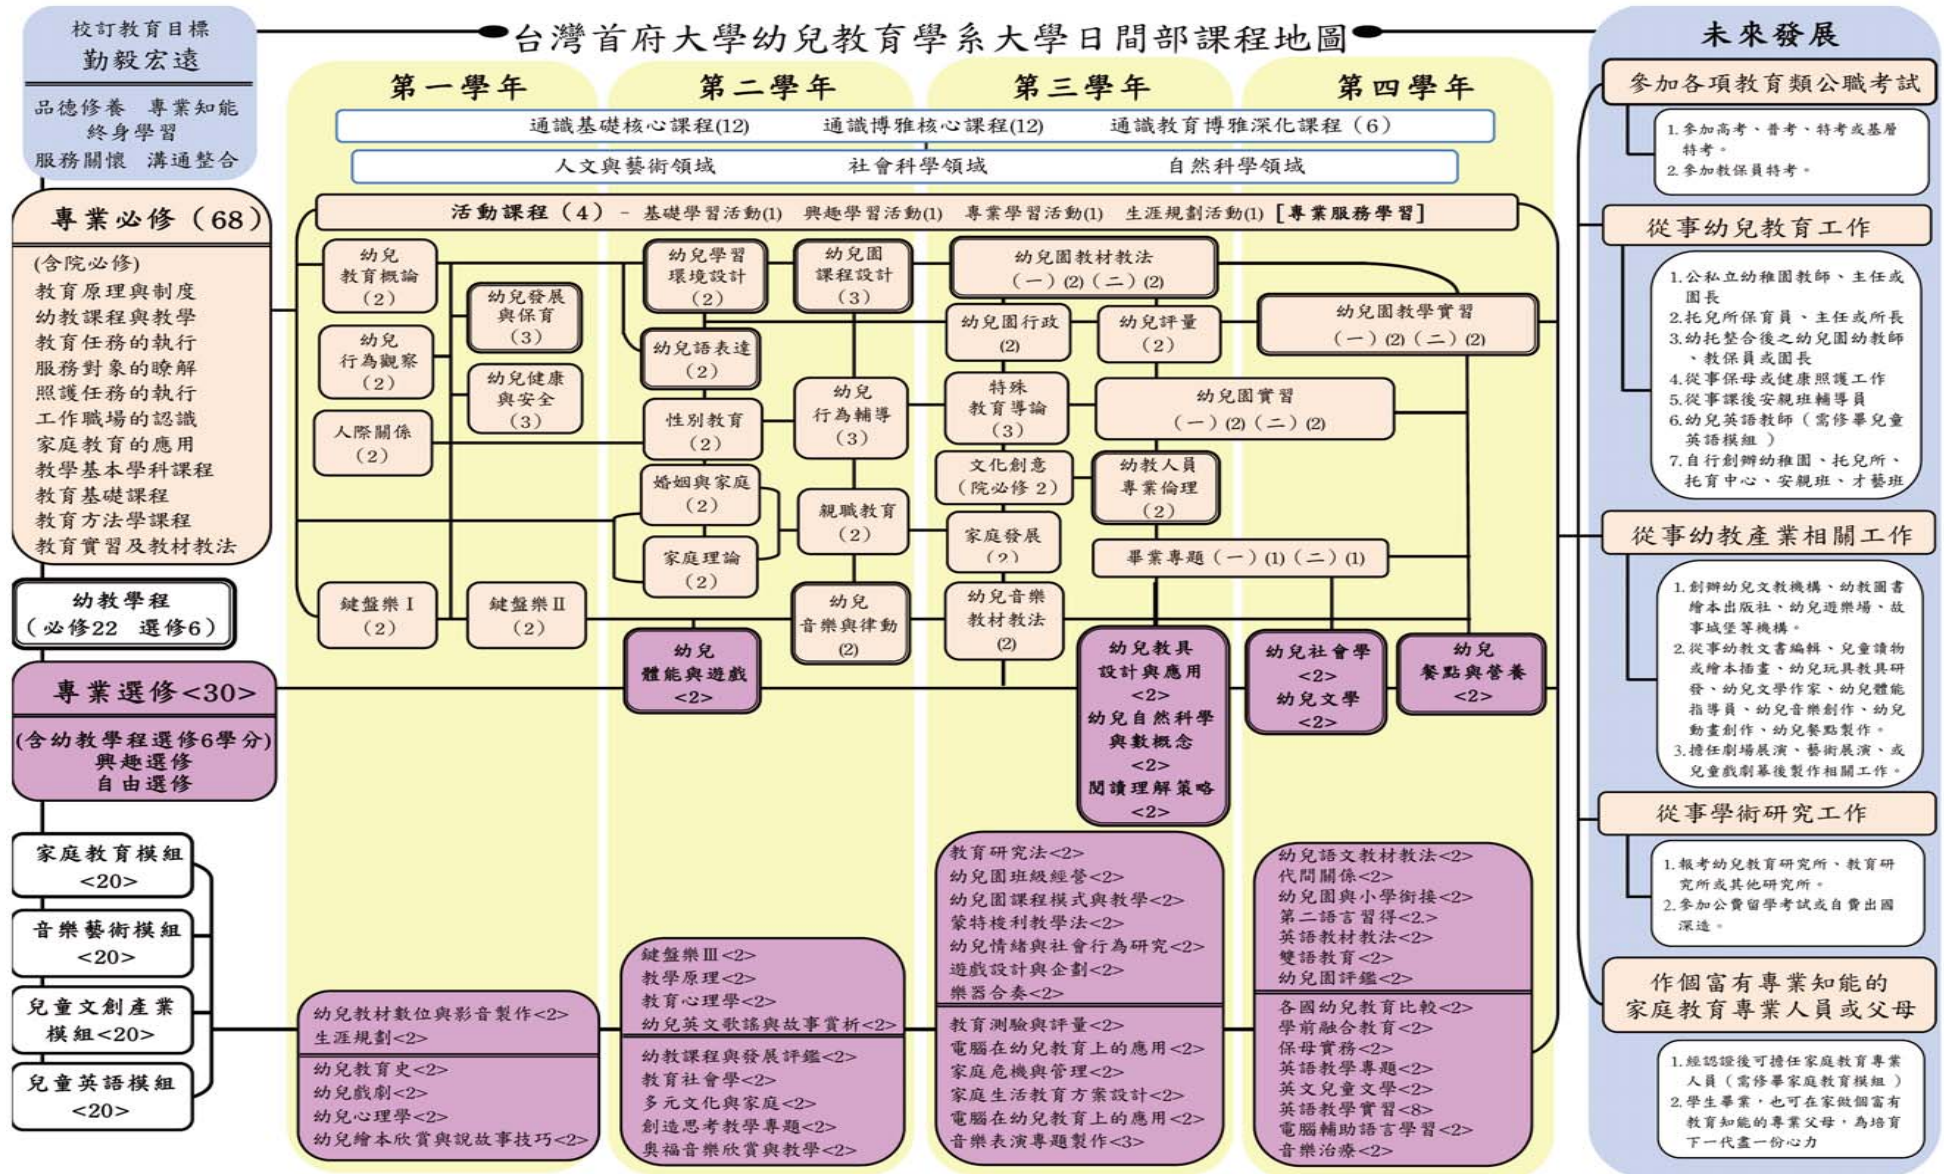 台灣首府大學幼兒教育學系大學日間部課程地圖
校訂教育目標
勤毅宏遠
品德修養 專業知能
終身學習
服務關懷 溝通整合
專業必修（68）
(含院必修)
教育原理與制度
幼教課程與教學
教育任務的執行
服務對象的瞭解
照護任務的執行
工作職場的認識
家庭教育的應用
教學基本學科課程
教育基礎課程
教育方法學課程
教育實習及教材教法
幼教學程
（必修22 選修6）
專業選修<30>
(含幼教學程選修6學分)
興趣選修
自由選修
家庭教育模組
<20>
音樂藝術模組
<20>
兒童文創產業
模組<20>
兒童英語模組
<20>
第一學年
第二學年
第三學年
第四學年
通識基礎核心課程(12) 通識博雅核心課程(12) 通識教育博雅深化課程（6）
人文與藝術領域 社會科學領域 自然科學領域
活動課程（4）- 基礎學習活動(1) 興趣學習活動(1) 專業學習活動(1) 生涯規劃活動(1)【專業服務學習】
幼兒
教育概論
（2）
幼兒
行為觀察
（2）
人際關係
（2）
鍵盤樂Ⅰ
（2）
幼兒發展
與保育
（3）
幼兒健康
與安全
（3）
鍵盤樂Ⅱ
（2）
幼兒學習
環境設計
（2）
幼兒語表達
（2）
性別教育
（2）
婚姻與家庭
（2）
家庭理論
（2）
幼兒
體能與遊戲
<2>
幼兒園
課程設計
（3）
幼兒
行為輔導
（3）
親職教育
（2）
幼兒
音樂與律動
(2)
幼兒園教材教法
（一）(2)（二）(2)
幼兒園行政
(2)
特殊
教育導論
（3）
文化創意
（院必修 2）
家庭發展
（2）
幼兒音樂
教材教法
(2)
幼兒評量
（2）
幼兒園實習
（一）(2)（二）(2)
幼教人員
專業倫理
（2）
畢業專題（一）(1)（二）(1)
幼兒教具
設計與應用
<2>
幼兒自然科學
與數概念
<2>
閱讀理解策略
<2>
幼兒園教學實習
（一）(2)（二）(2)
幼兒社會學
<2>
幼兒文學
<2>
幼兒
餐點與營養
<2>
幼兒教材數位與影音製作<2>
生涯規劃<2>
幼兒教育史<2>
幼兒戲劇<2>
幼兒心理學<2>
幼兒繪本欣賞與說故事技巧<2>
鍵盤樂Ⅲ<2>
教學原理<2>
教育心理學<2>
幼兒英文歌謠與故事賞析<2>
幼教課程與發展評鑑<2>
教育社會學<2>
多元文化與家庭<2>
創造思考教學專題<2>
奧福音樂欣賞與教學<2>
教育研究法<2>
幼兒園班級經營<2>
幼兒園課程模式與教學<2>
蒙特梭利教學法<2>
幼兒情緒與社會行為研究<2>
遊戲設計與企劃<2>
樂器合奏<2>
教育測驗與評量<2>
電腦在幼兒教育上的應用<2>
家庭危機與管理<2>
家庭生活教育方案設計<2>
電腦在幼兒教育上的應用<2>
音樂表演專題製作<3>
幼兒語文教材教法<2>
代間關係<2>
幼兒園與小學銜接<2>
第二語言習得<2.>
英語教材教法<2>
雙語教育<2>
幼兒園評鑑<2>
各國幼兒教育比較<2>
學前融合教育<2>
保母實務<2>
英語教學專題<2>
英文兒童文學<2>
英語教學實習<8>
電腦輔助語言學習<2>
音樂治療<2>
未來發展
參加各項教育類公職考試
1.參加高考、普考、特考或基層
特考。
2.參加教保員特考。
從事幼兒教育工作
1.公私立幼稚園教師、主任或
園長
2.托兒所保育員、主任或所長
3.幼托整合後之幼兒園幼教師
、教保員或園長
4.從事保母或健康照護工作
5.從事課後安親班輔導員
6.幼兒英語教師（需修畢兒童
英語模組）
7.自行創辦幼稚園、托兒所、
托育中心、安親班、才藝班
從事幼教產業相關工作
1.創辦幼兒文教機構、幼教圖書
繪本出版社、幼兒遊樂場、故
事城堡等機構。
2.從事幼教文書編輯、兒童讀物
或繪本插畫、幼兒玩具教具研
發、幼兒文學作家、幼兒體能
指導員、幼兒音樂創作、幼兒
動畫創作、幼兒餐點製作。
3.擔任劇場展演、藝術展演、或
兒童戲劇幕後製作相關工作。
從事學術研究工作
1.報考幼兒教育研究所、教育研
究所或其他研究所。
2.參加公費留學考試或自費出國
深造。
作個富有專業知能的
家庭教育專業人員或父母
1.經認證後可擔任家庭教育專業
人員（需修畢家庭教育模組）
2.學生畢業，也可在家做個富有
教育知能的專業父母，為培育
下一代盡一份心力